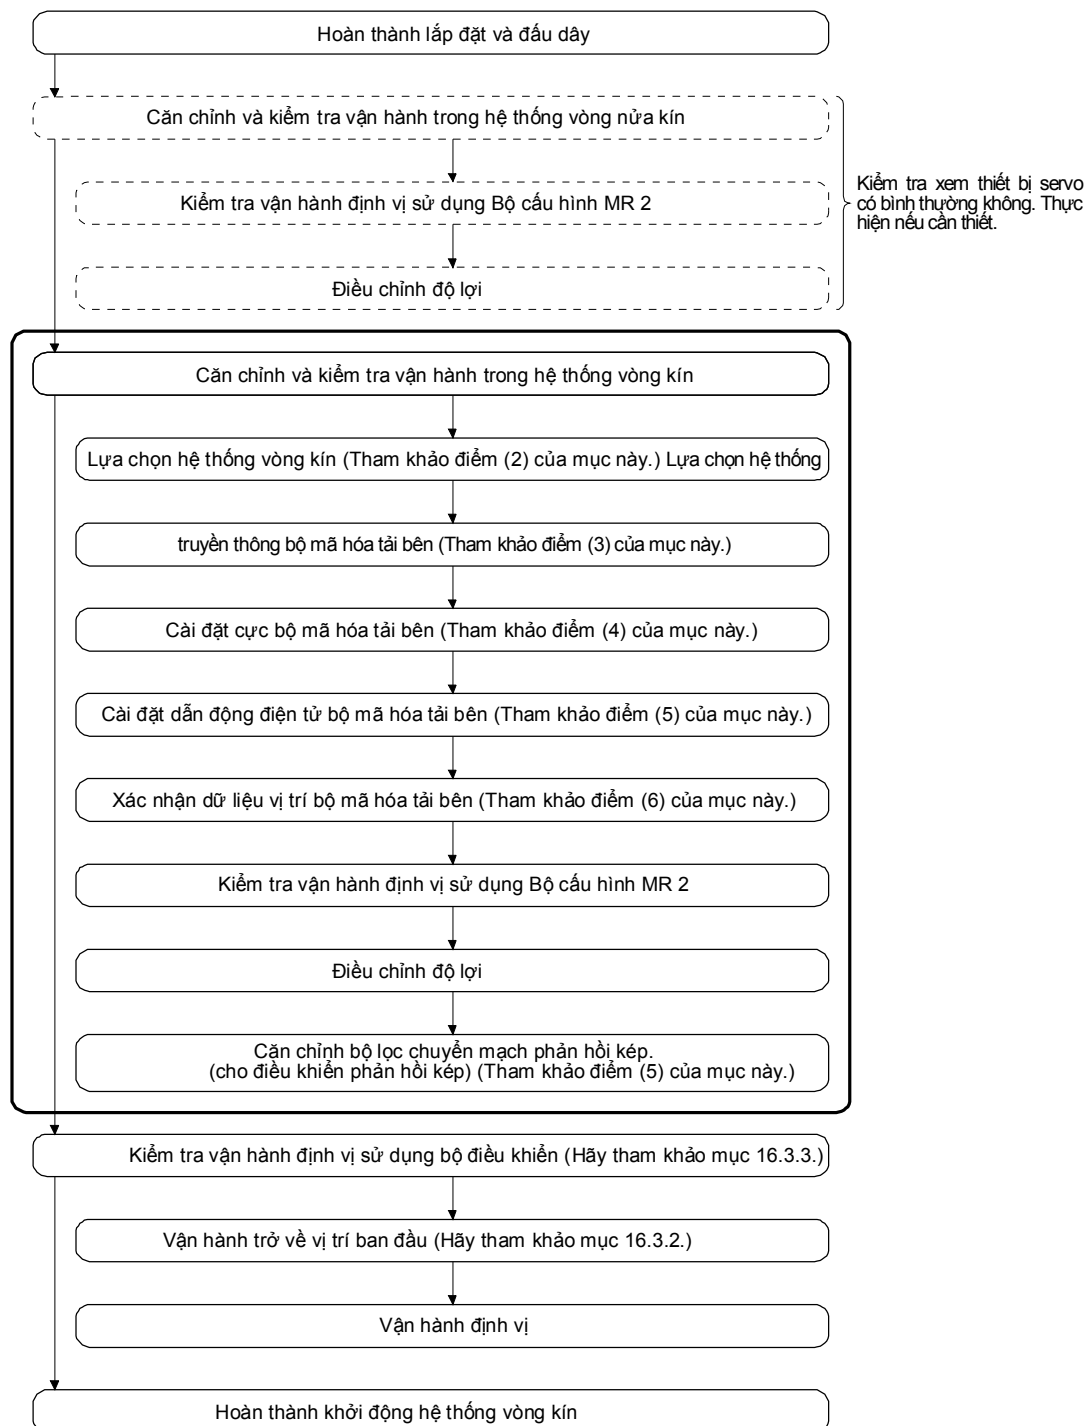 Hoàn thành lắp đặt và đấu dây
Căn chỉnh và kiểm tra vận hành trong hệ thống vòng nửa kín
Kiểm tra vận hành định vị sử dụng Bộ cấu hình MR 2
Điều chỉnh độ lợi
Kiểm tra xem thiết bị servo
có bình thường không. Thực
hiện nếu cần thiết.
Căn chỉnh và kiểm tra vận hành trong hệ thống vòng kín
Lựa chọn hệ thống vòng kín (Tham khảo điểm (2) của mục này.) Lựa chọn hệ thống
truyền thông bộ mã hóa tải bên (Tham khảo điểm (3) của mục này.)
Cài đặt cực bộ mã hóa tải bên (Tham khảo điểm (4) của mục này.)
Cài đặt dẫn động điện tử bộ mã hóa tải bên (Tham khảo điểm (5) của mục này.)
Xác nhận dữ liệu vị trí bộ mã hóa tải bên (Tham khảo điểm (6) của mục này.)
Kiểm tra vận hành định vị sử dụng Bộ cấu hình MR 2
Điều chỉnh độ lợi
Căn chỉnh bộ lọc chuyển mạch phản hồi kép.
(cho điều khiển phản hồi kép) (Tham khảo điểm (5) của mục này.)
Kiểm tra vận hành định vị sử dụng bộ điều khiển (Hãy tham khảo mục 16.3.3.)
Vận hành trở về vị trí ban đầu (Hãy tham khảo mục 16.3.2.)
Vận hành định vị
Hoàn thành khởi động hệ thống vòng kín